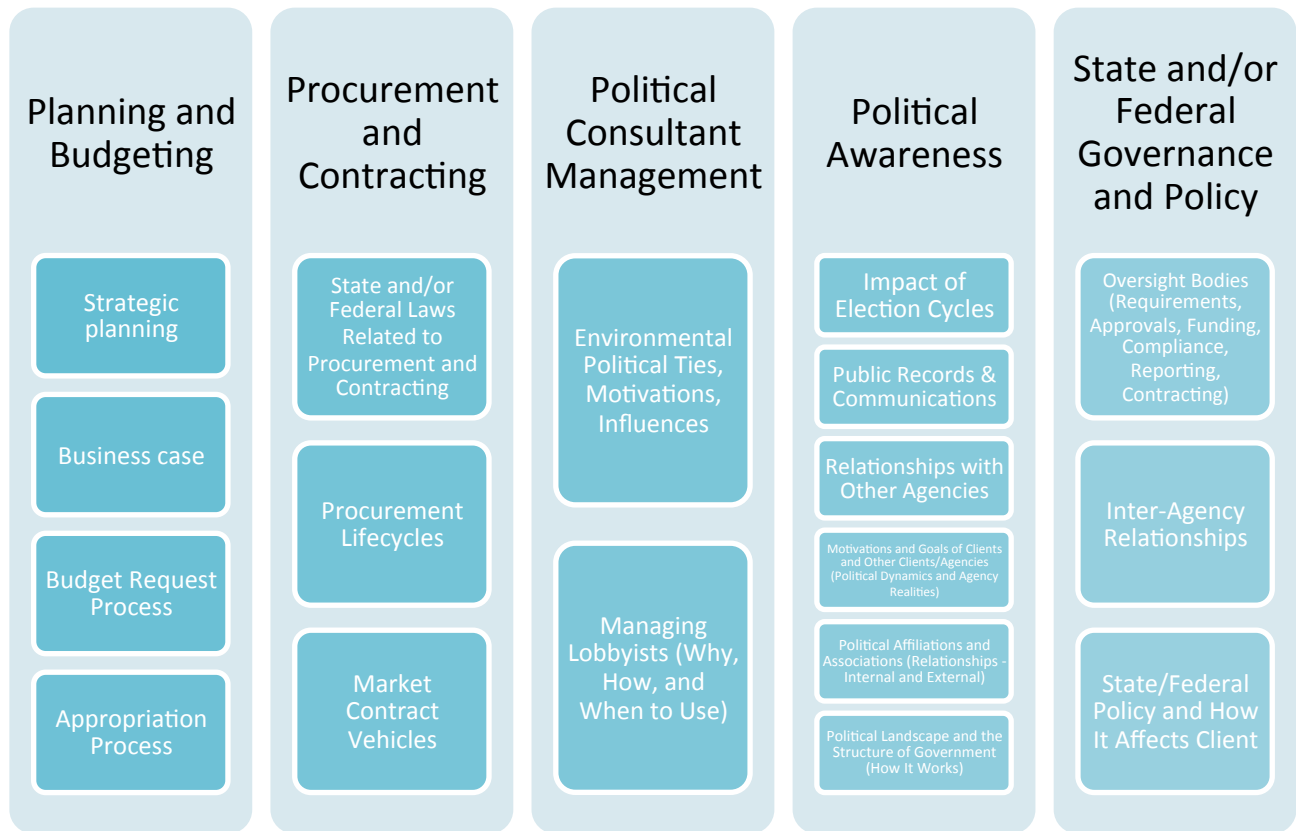 Planning and
Budgeting
Strategic
planning
Business case
Budget Request
Process
Appropriation
Process
Procurement
and
Contracting
State and/or
Federal Laws
Related to
Procurement and
Contracting
Procurement
Lifecycles
Market
Contract
Vehicles
Political
Consultant
Management
Environmental
Political Ties,
Motivations,
Influences
Managing
Lobbyists (Why,
How, and
When to Use)
Political
Awareness
Impact of
Election Cycles
Public Records &
Communications
Relationships with
Other Agencies
Motivations and Goals of Clients
and Other Clients/Agencies
(Political Dynamics and Agency
Realities)
Political Affiliations and
Associations (Relationships -
Internal and External)
Political Landscape and the
Structure of Government
(How It Works)
State and/or
Federal
Governance
and Policy
Oversight Bodies
(Requirements,
Approvals, Funding,
Compliance,
Reporting,
Contracting)
Inter-Agency
Relationships
State/Federal
Policy and How
It Affects Client